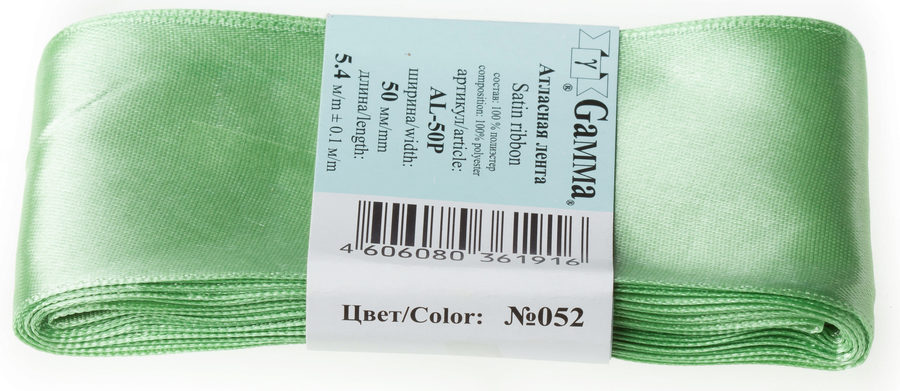 γ
®
Gамма®
Атласная лента
Satin ribbon
состав: 100 % полиэстер
composition: 100% polyester
артикул/article:
AL-50P
ширина/width:
50 мм/mm
длина/length:
5.4 м/m ± 0.1 м/m
4 606080 361916
Цвет/Color: №052